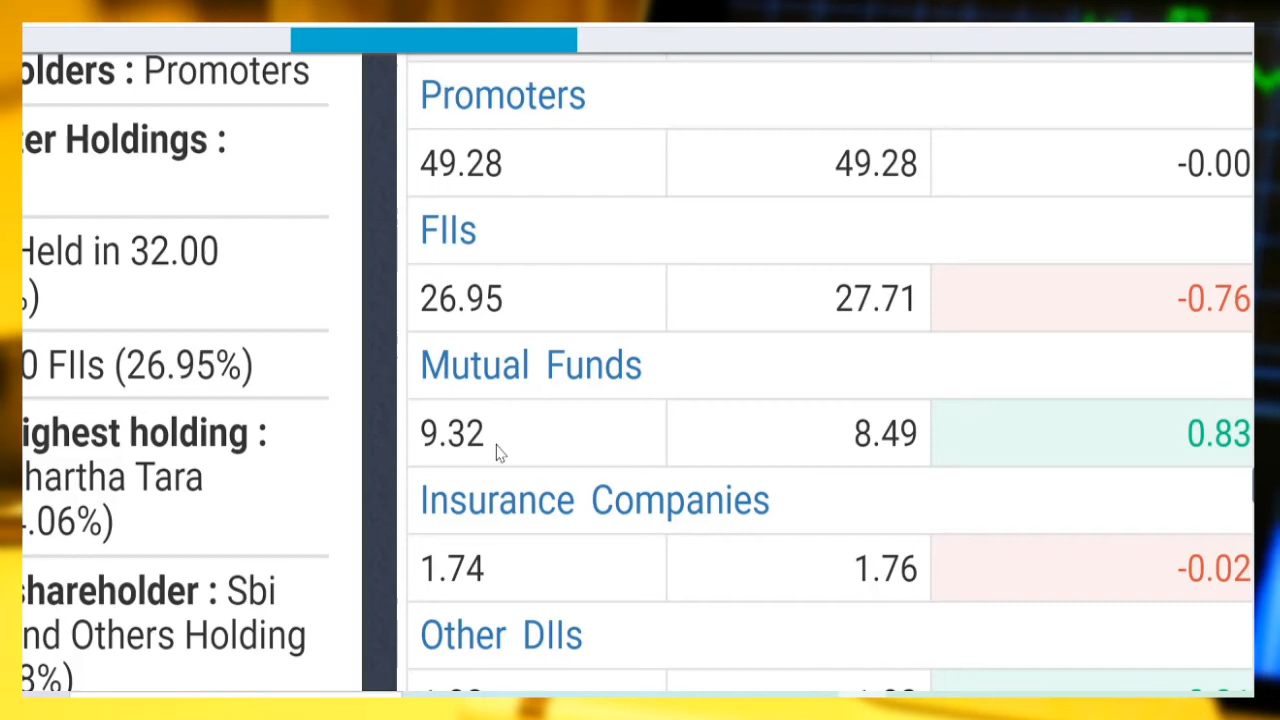 olders : Promoters
er Holdings :
Held in 32.00
)
0 FIIs (26.95%)
ighest holding :
hartha Tara
.06%)
shareholder : Sbi
nd Others Holding
8%)
Promoters
49.28 49.28 -0.00
FIIs
26.95 27.71 -0.76
Mutual Funds
9.32 8.49 0.83
Insurance Companies
1.74 1.76 -0.02
Other DIIs